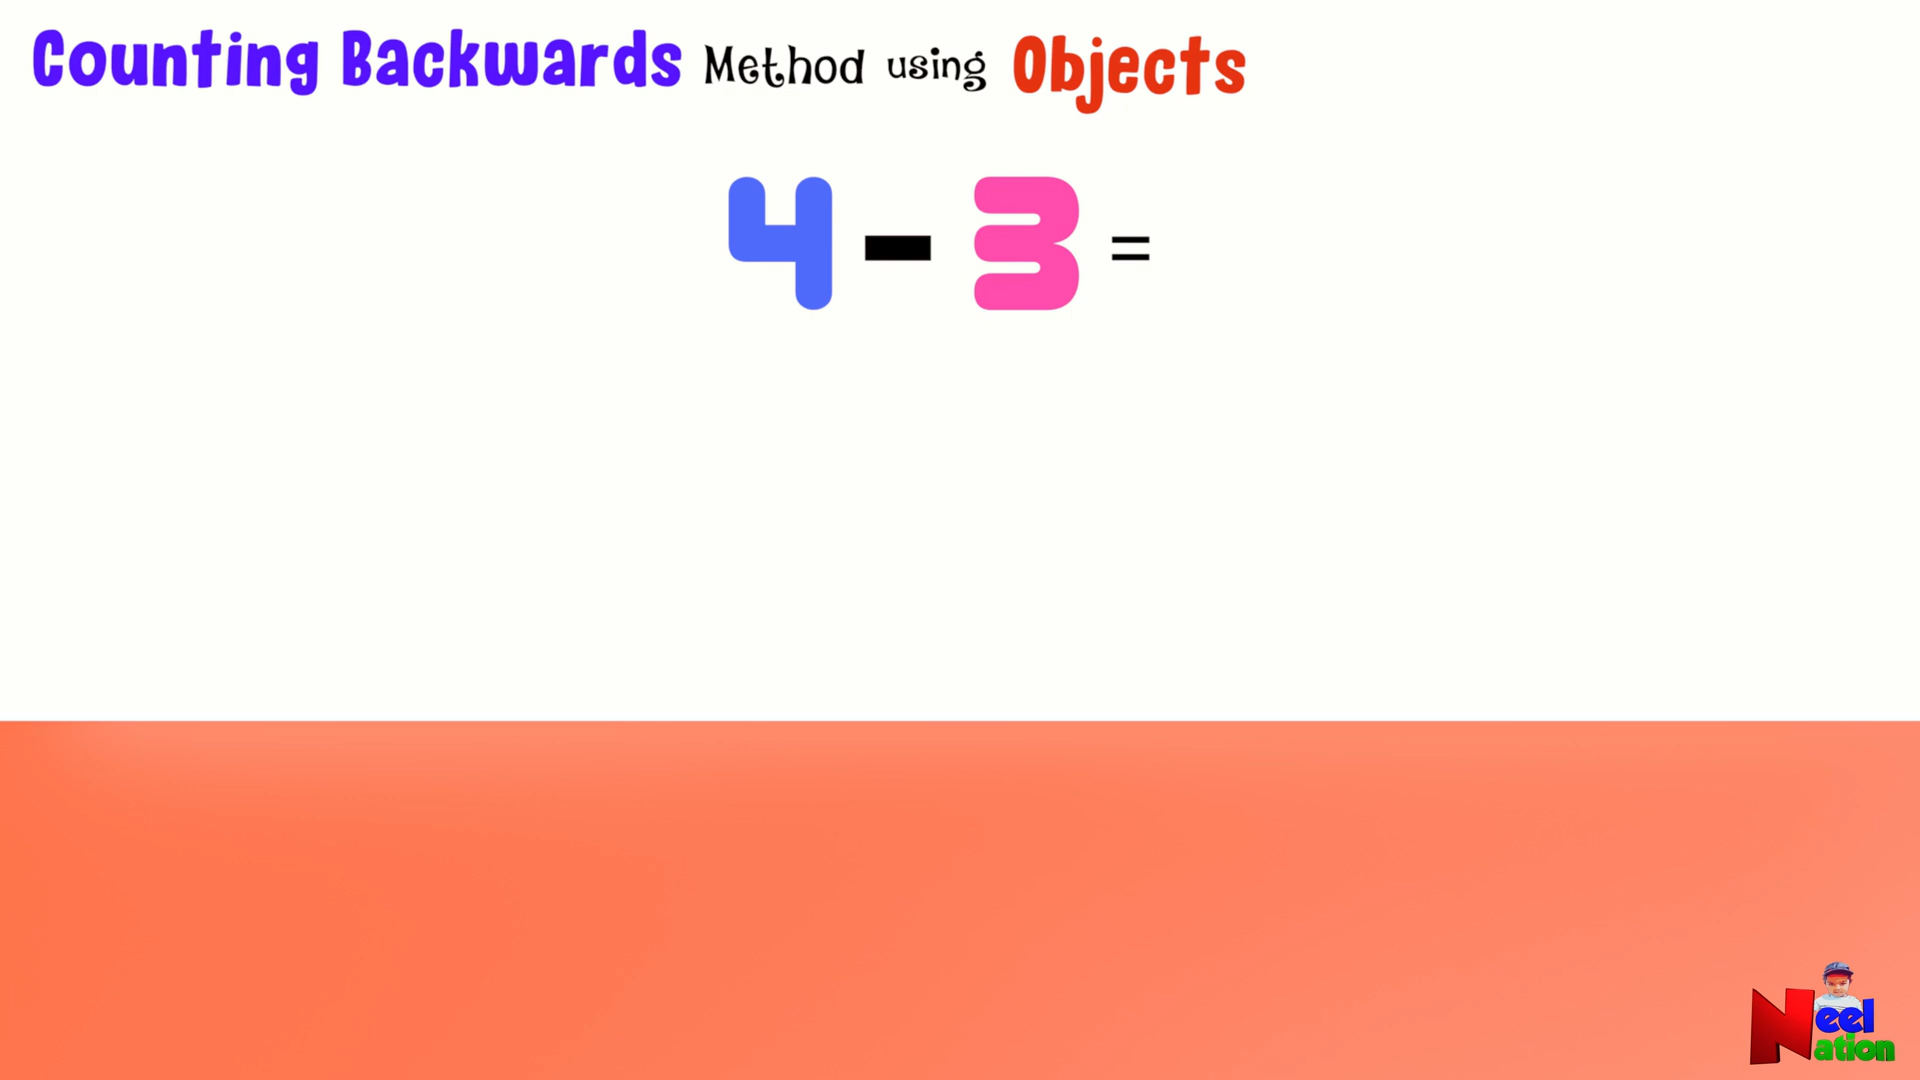 Counting Backwards Method using Objects
4 - 3 =
Neel
Nation